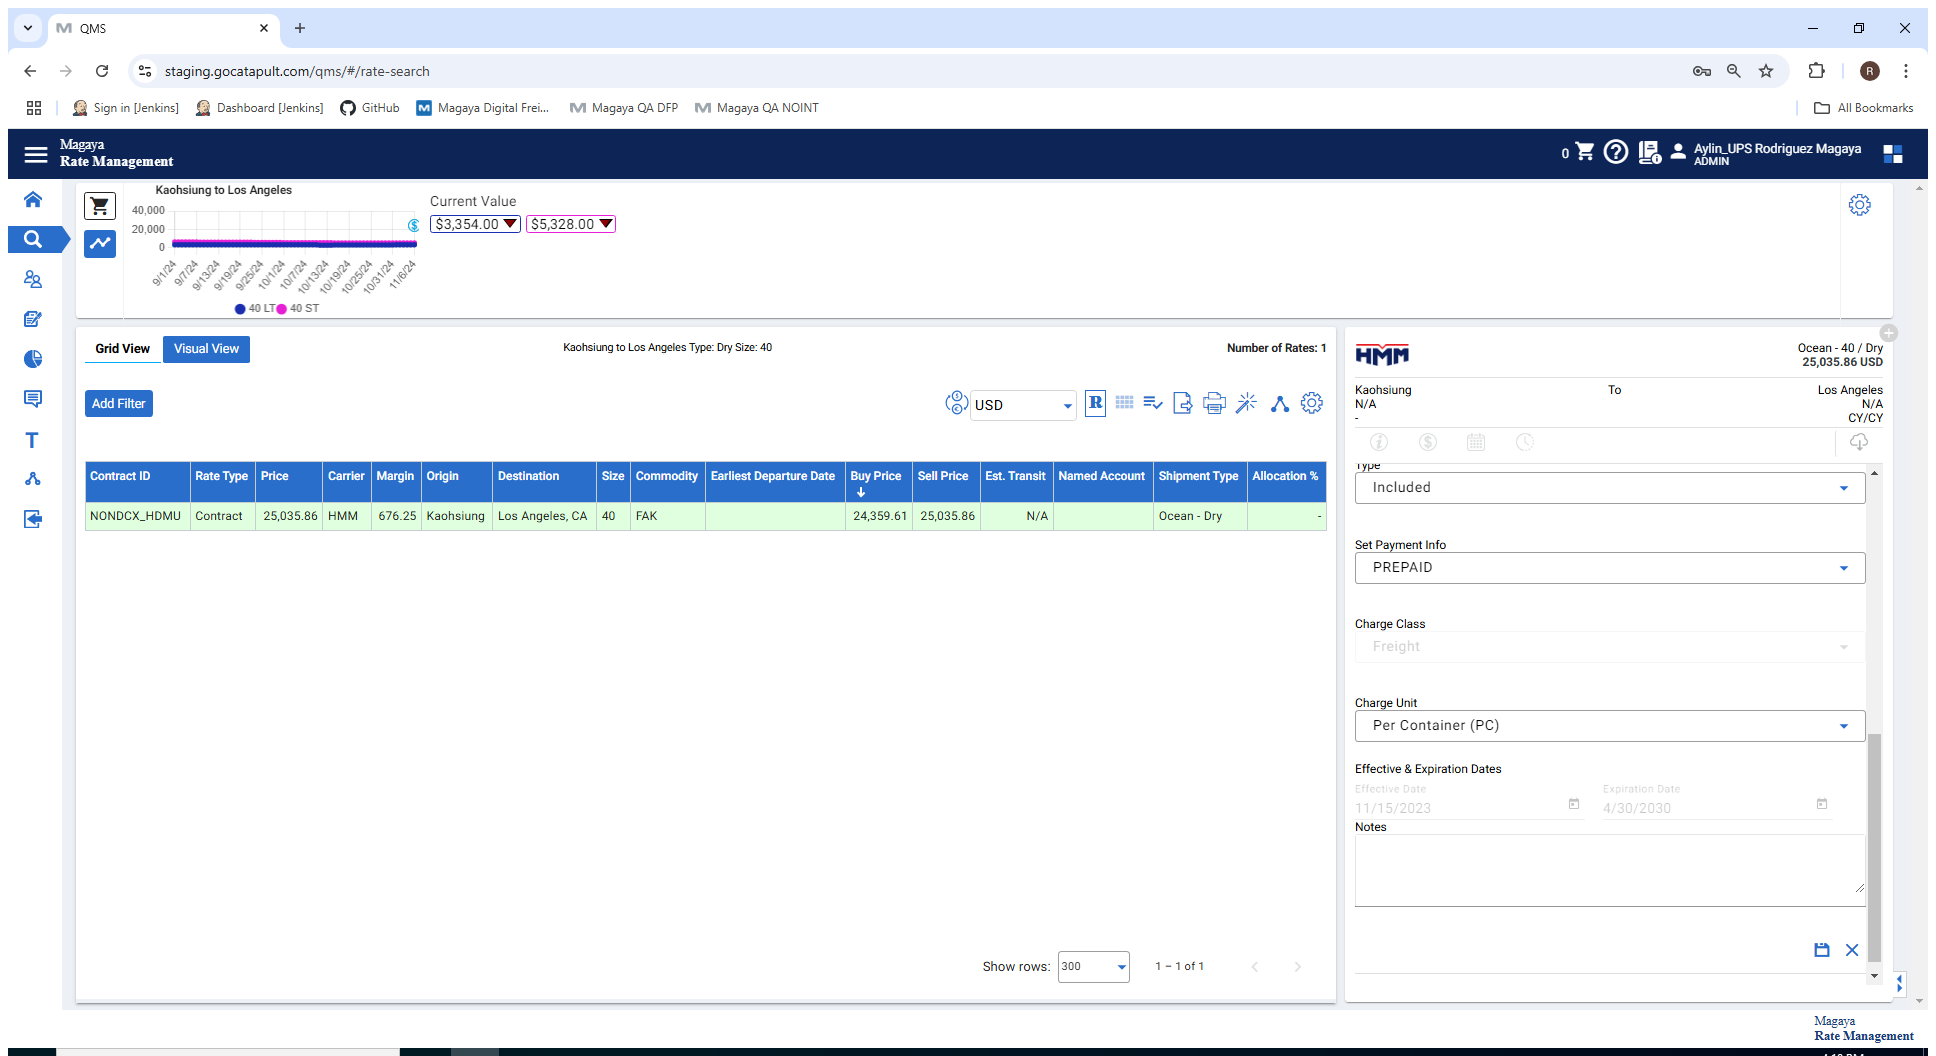 QMS
staging.gocatapult.com/qms/#/rate-search
Sign in [Jenkins]
Dashboard [Jenkins]
GitHub
Magaya Digital Frei...
Magaya QA DFP
Magaya QA NOINT
All Bookmarks
R
Magaya
Rate Management
0
Aylin_UPS Rodriguez Magaya
ADMIN
Kaohsiung to Los Angeles
40,000
20,000
0
9/1/24
9/7/24
9/13/24
9/19/24
9/25/24
10/1/24
10/7/24
10/13/24
10/19/24
10/25/24
10/31/24
11/6/24
40 LT
40 ST
Current Value
$3,354.00
$5,328.00
Grid View
Visual View
Kaohsiung to Los Angeles Type: Dry Size: 40
Number of Rates: 1
Add Filter
USD
R
Contract ID Rate Type Price Carrier Margin Origin Destination Size Commodity Earliest Departure Date Buy Price Sell Price Est. Transit Named Account Shipment Type Allocation %
NONDCX_HDMU Contract 25,035.86 HMM 676.25 Kaohsiung Los Angeles, CA 40 FAK 24,359.61 25,035.86 N/A Ocean - Dry -
Show rows: 300 1 – 1 of 1
HMM
Ocean - 40 / Dry
25,035.86 USD
Kaohsiung To Los Angeles
N/A N/A
- CY/CY
Type
Included
Set Payment Info
PREPAID
Charge Class
Freight
Charge Unit
Per Container (PC)
Effective & Expiration Dates
Effective Date Expiration Date
11/15/2023 4/30/2030
Notes
Magaya
Rate Management